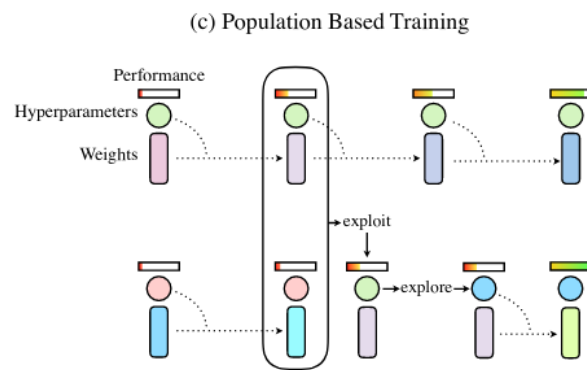 (c) Population Based Training
Performance
Hyperparameters
Weights
exploit
explore